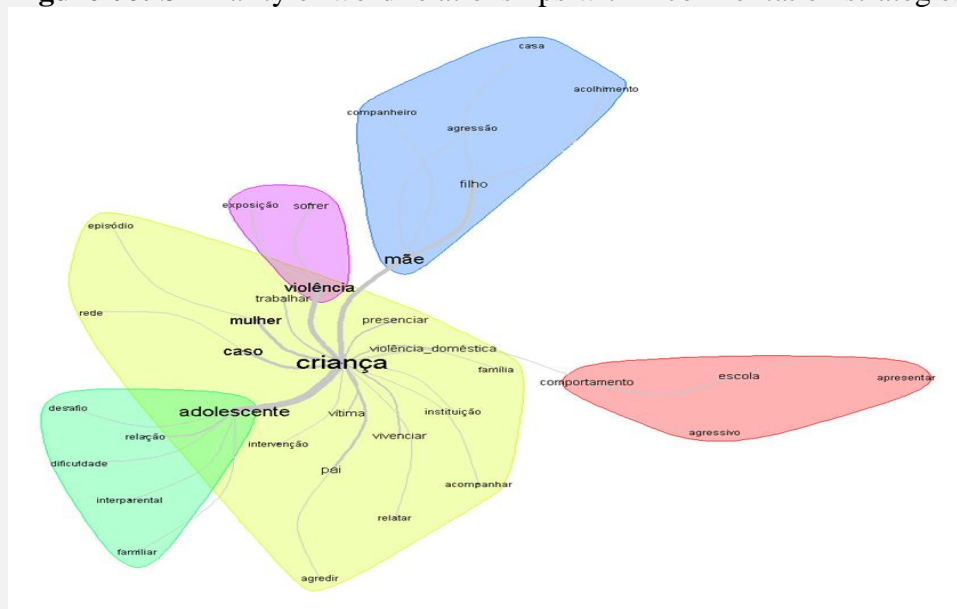 casa
acolhimento
companheiro
agressão
filho
exposição
sofrer
episódio
mãe
violência
trabalhar
rede
mulher
presenciar
caso
violência_doméstica
criança
família
comportamento
escola
apresentar
desafio
adolescente
vítima
instituição
relação
intervenção
vivenciar
agressivo
dificuldade
pai
acompanhar
interparental
relatar
familiar
agredir